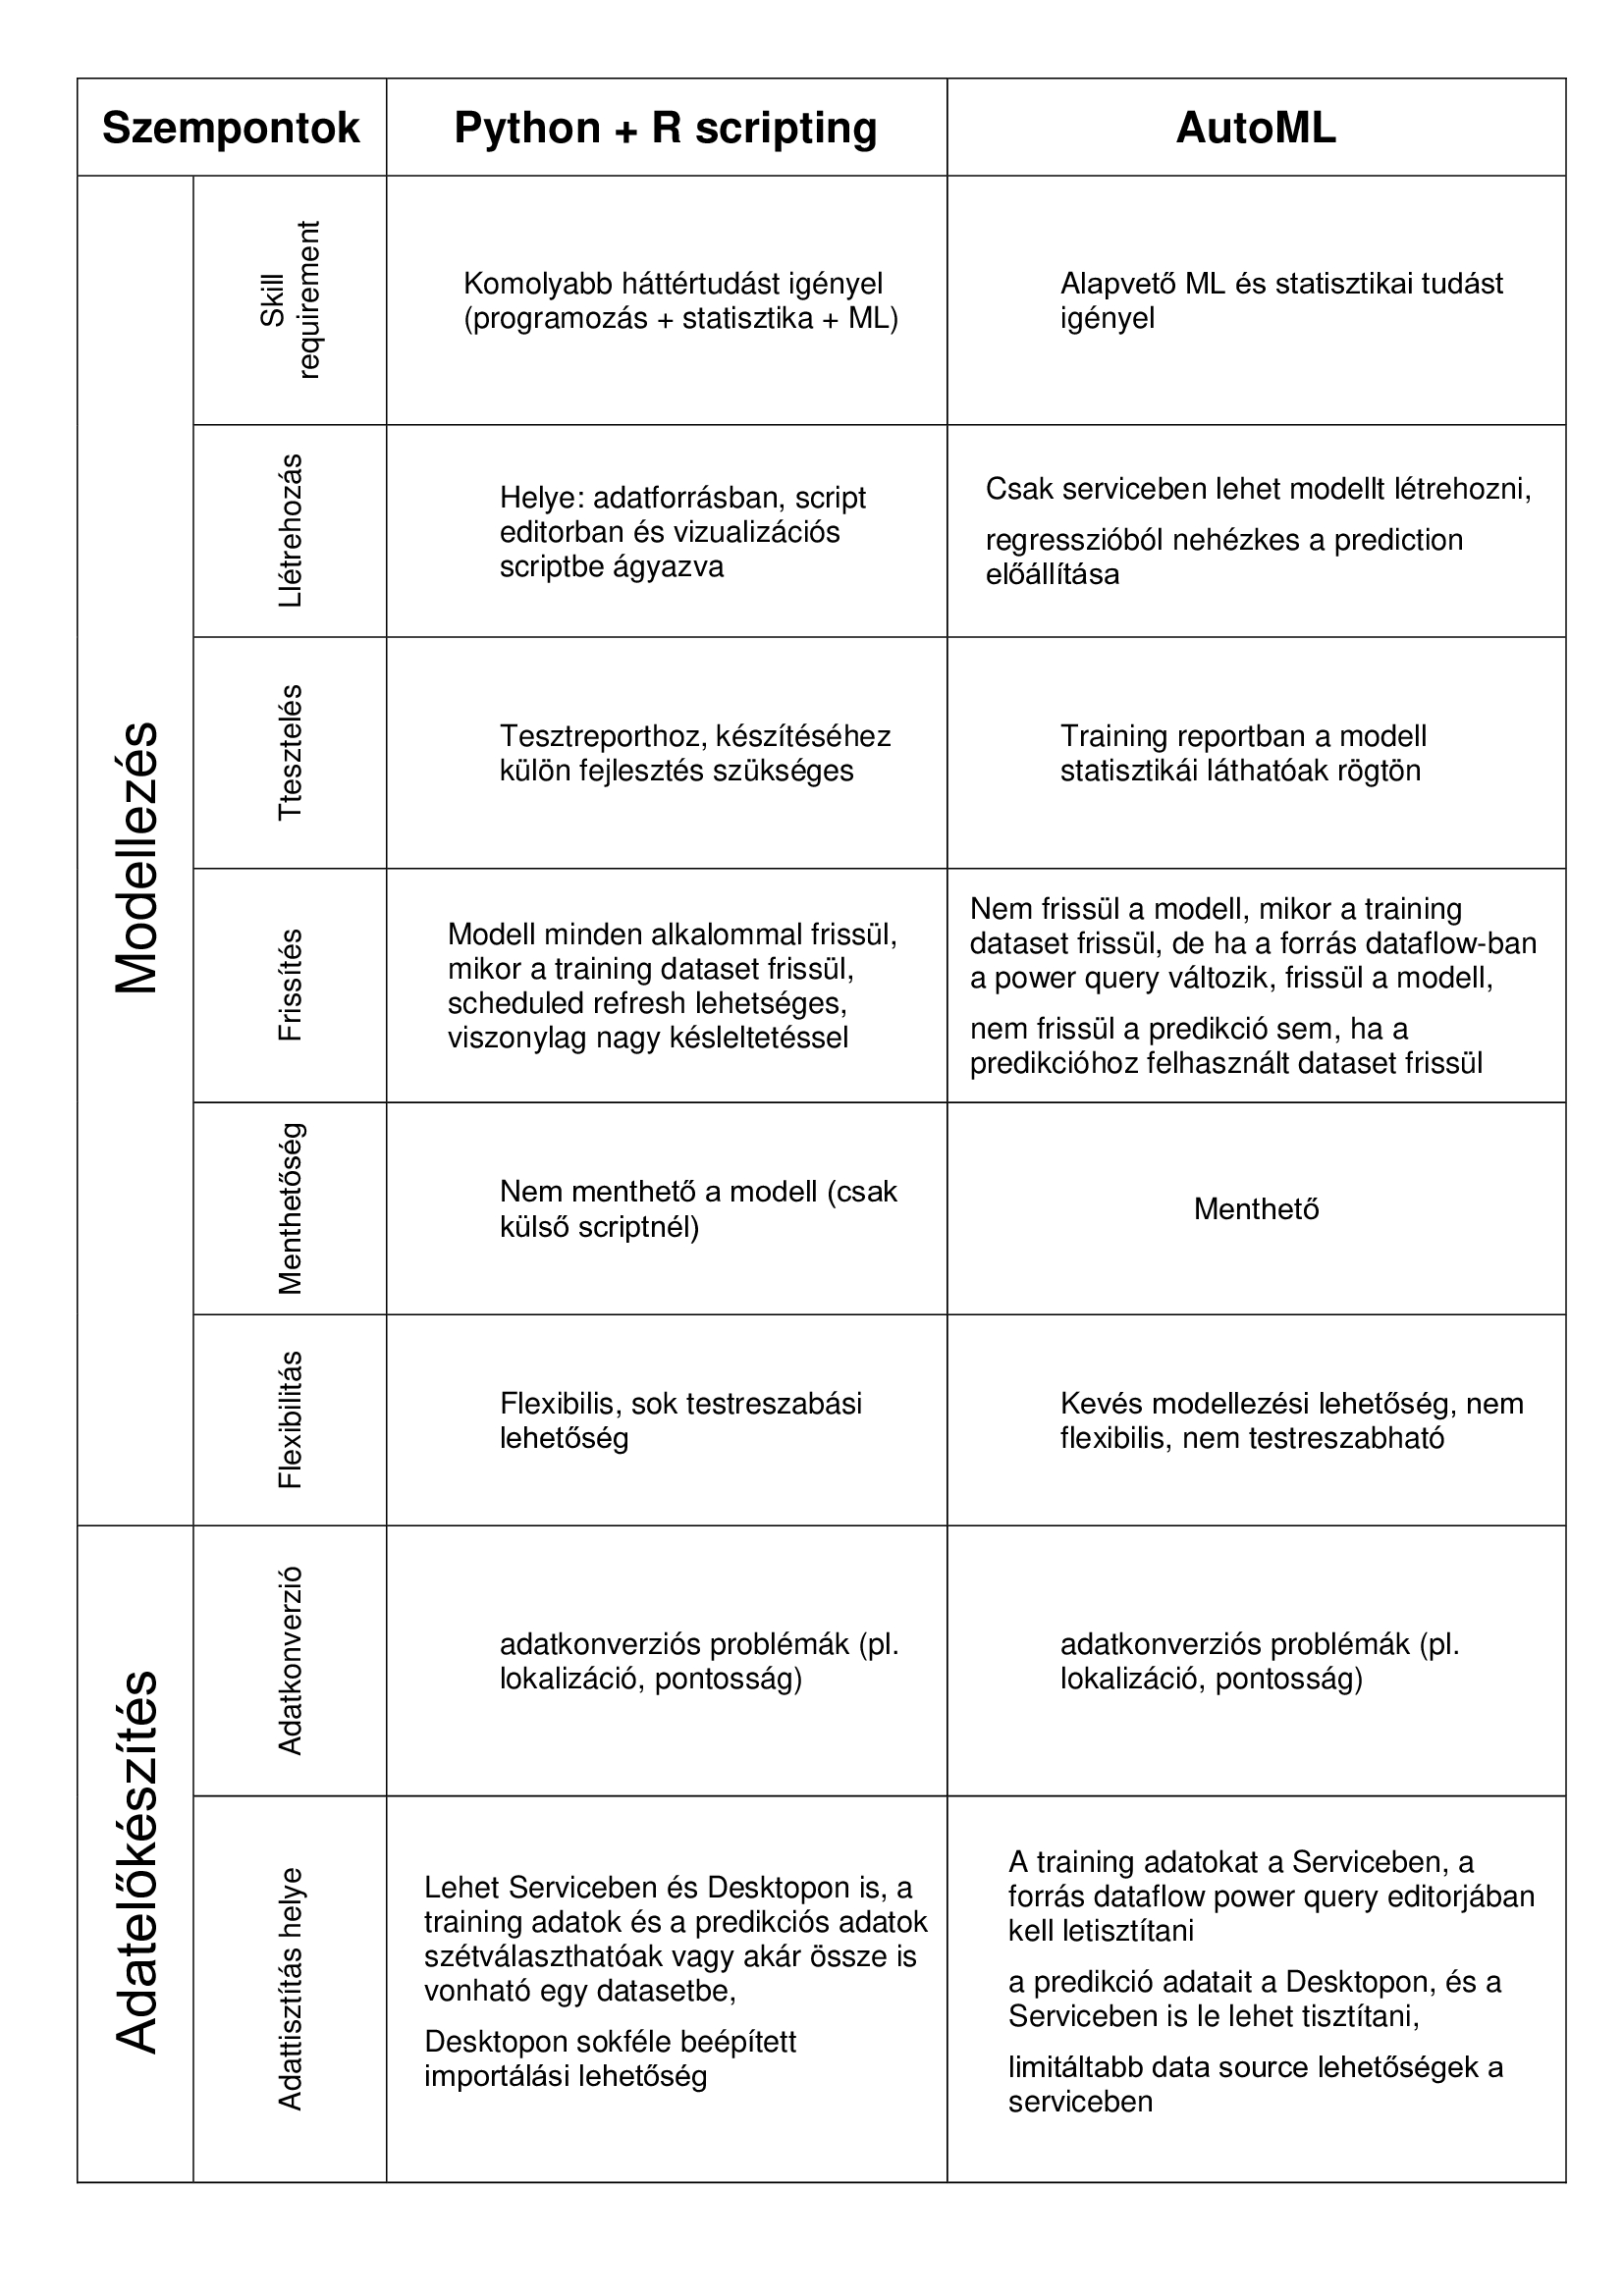 Szempontok
Python + R scripting
AutoML
Modellezés
Skill
requirement
Komolyabb háttértudást igényel
(programozás + statisztika + ML)
Alapvető ML és statisztikai tudást
igényel
Llétrehozás
Helye: adatforrásban, script
editorban és vizualizációs
scriptbe ágyazva
Csak serviceben lehet modellt létrehozni,
regresszióból nehézkes a prediction
előállítása
Ttesztelés
Tesztreporthoz, készítéséhez
külön fejlesztés szükséges
Training reportban a modell
statisztikái láthatóak rögtön
Frissítés
Modell minden alkalommal frissül,
mikor a training dataset frissül,
scheduled refresh lehetséges,
viszonylag nagy késleltetéssel
Nem frissül a modell, mikor a training
dataset frissül, de ha a forrás dataflow-ban
a power query változik, frissül a modell,
nem frissül a predikció sem, ha a
predikcióhoz felhasznált dataset frissül
Menthetőség
Nem menthető a modell (csak
külső scriptnél)
Menthető
Flexibilitás
Flexibilis, sok testreszabási
lehetőség
Kevés modellezési lehetőség, nem
flexibilis, nem testreszabható
Adatelőkészítés
Adatkonverzió
adatkonverziós problémák (pl.
lokalizáció, pontosság)
adatkonverziós problémák (pl.
lokalizáció, pontosság)
Adattisztítás helye
Lehet Serviceben és Desktopon is, a
training adatok és a predikciós adatok
szétválaszthatóak vagy akár össze is
vonható egy datasetbe,
Desktopon sokféle beépített
importálási lehetőség
A training adatokat a Serviceben, a
forrás dataflow power query editorjában
kell letisztítani
a predikció adatait a Desktopon, és a
Serviceben is le lehet tisztítani,
limitáltabb data source lehetőségek a
serviceben